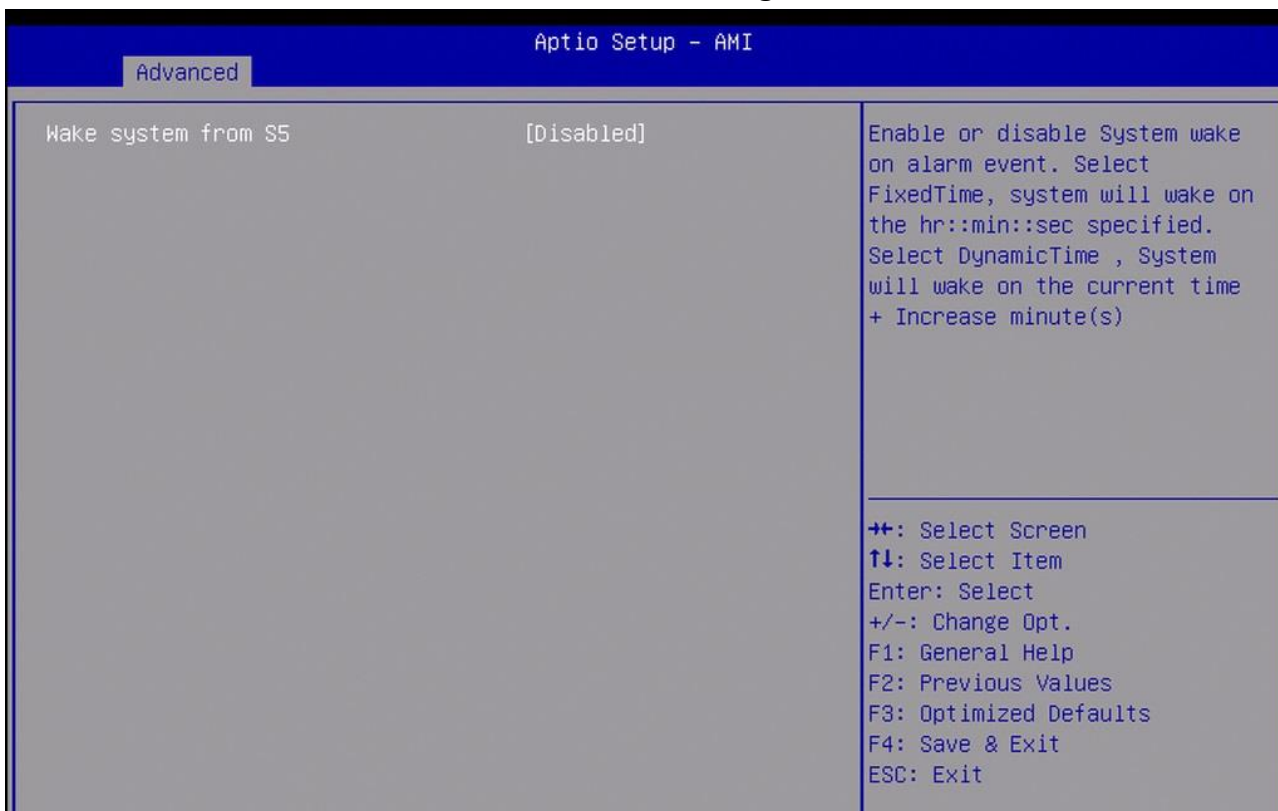 Aptio Setup - AMI
Advanced
Wake system from S5 [Disabled]
Enable or disable System wake
on alarm event. Select
FixedTime, system will wake on
the hr::min::sec specified.
Select DynamicTime , System
will wake on the current time
+ Increase minute(s)
→←: Select Screen
↑↓: Select Item
Enter: Select
+/-: Change Opt.
F1: General Help
F2: Previous Values
F3: Optimized Defaults
F4: Save & Exit
ESC: Exit